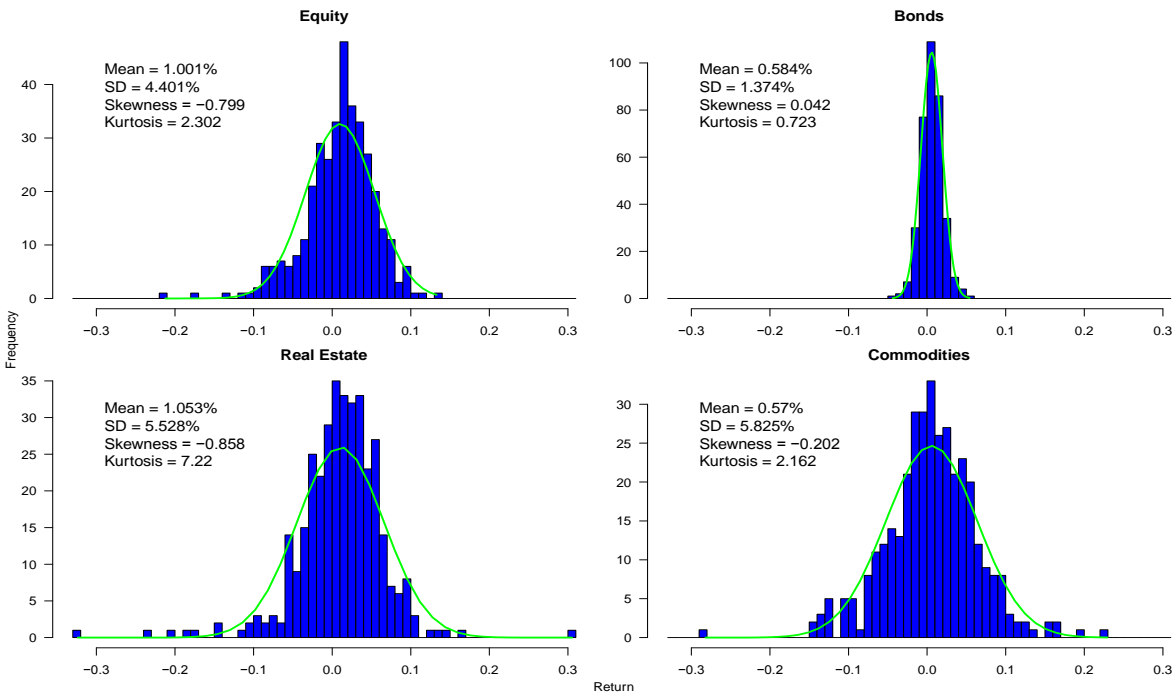 Equity
Mean = 1.001%
SD = 4.401%
Skewness = −0.799
Kurtosis = 2.302
0
10
20
30
40
−0.3
−0.2
−0.1
0.0
0.1
0.2
0.3
Bonds
Mean = 0.584%
SD = 1.374%
Skewness = 0.042
Kurtosis = 0.723
0
20
40
60
80
100
−0.3
−0.2
−0.1
0.0
0.1
0.2
0.3
Frequency
Real Estate
Mean = 1.053%
SD = 5.528%
Skewness = −0.858
Kurtosis = 7.22
0
5
10
15
20
25
30
35
−0.3
−0.2
−0.1
0.0
0.1
0.2
0.3
Commodities
Mean = 0.57%
SD = 5.825%
Skewness = −0.202
Kurtosis = 2.162
0
5
10
15
20
25
30
−0.3
−0.2
−0.1
0.0
0.1
0.2
0.3
Return